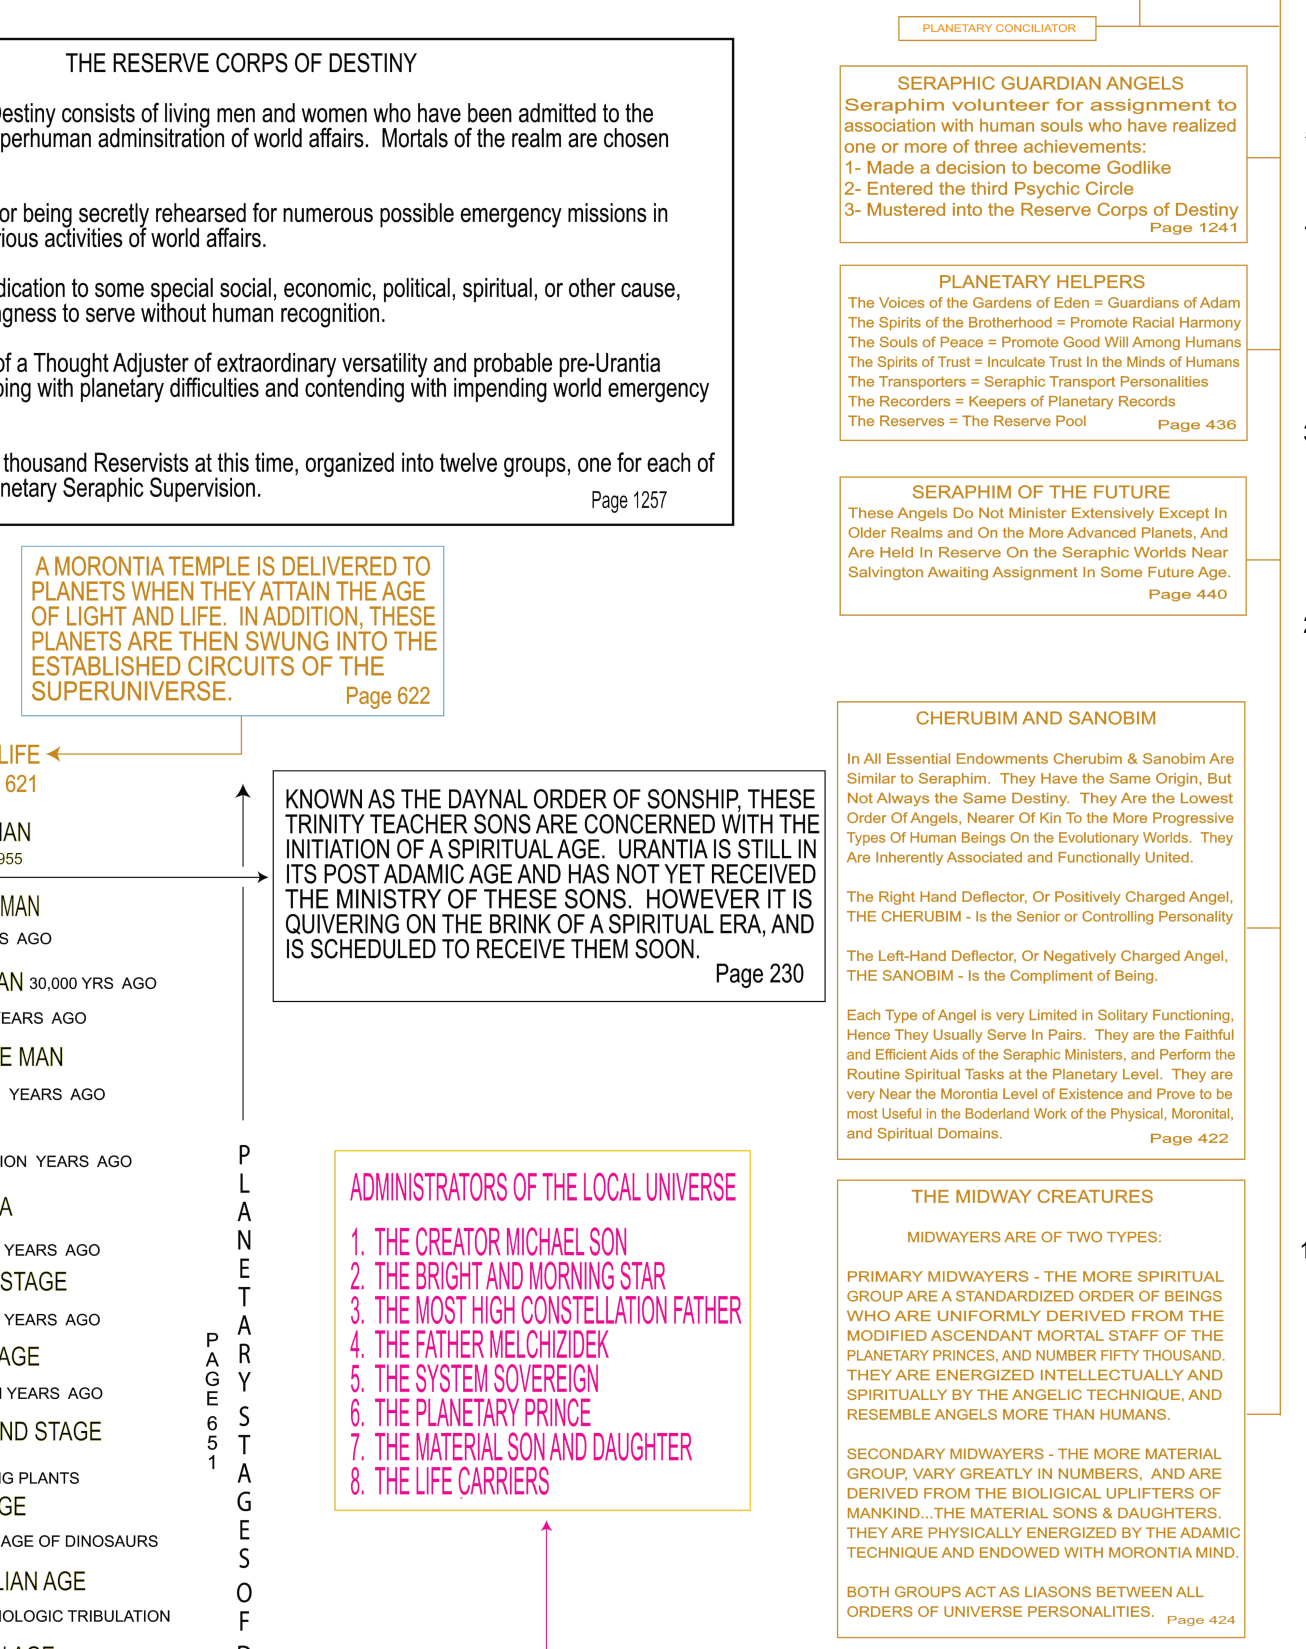 PLANETARY CONCILIATOR
THE RESERVE CORPS OF DESTINY
Destiny consists of living men and women who have been admitted to the
perhuman adminsitration of world affairs. Mortals of the realm are chosen
or being secretly rehearsed for numerous possible emergency missions in
rious activities of world affairs.
dication to some special social, economic, political, spiritual, or other cause,
ngness to serve without human recognition.
of a Thought Adjuster of extraordinary versatility and probable pre-Urantia
ping with planetary difficulties and contending with impending world emergency
thousand Reservists at this time, organized into twelve groups, one for each of
netary Seraphic Supervision.
Page 1257
SERAPHIC GUARDIAN ANGELS
Seraphim volunteer for assignment to
association with human souls who have realized
one or more of three achievements:
1- Made a decision to become Godlike
2- Entered the third Psychic Circle
3- Mustered into the Reserve Corps of Destiny
Page 1241
PLANETARY HELPERS
The Voices of the Gardens of Eden = Guardians of Adam
The Spirits of the Brotherhood = Promote Racial Harmony
The Souls of Peace = Promote Good Will Among Humans
The Spirits of Trust = Inculcate Trust In the Minds of Humans
The Transporters = Seraphic Transport Personalities
The Recorders = Keepers of Planetary Records
The Reserves = The Reserve Pool Page 436
SERAPHIM OF THE FUTURE
These Angels Do Not Minister Extensively Except In
Older Realms and On the More Advanced Planets, And
Are Held In Reserve On the Seraphic Worlds Near
Salvington Awaiting Assignment In Some Future Age.
Page 440
A MORONTIA TEMPLE IS DELIVERED TO
PLANETS WHEN THEY ATTAIN THE AGE
OF LIGHT AND LIFE. IN ADDITION, THESE
PLANETS ARE THEN SWUNG INTO THE
ESTABLISHED CIRCUITS OF THE
SUPERUNIVERSE. Page 622
LIFE
621
IAN
955
MAN
S AGO
AN 30,000 YRS AGO
EARS AGO
E MAN
YEARS AGO
ION YEARS AGO
A
YEARS AGO
STAGE
YEARS AGO
AGE
YEARS AGO
ND STAGE
G PLANTS
GE
AGE OF DINOSAURS
LIAN AGE
OLOGIC TRIBULATION
PAGE 651
PLANETARY STAGES OF
KNOWN AS THE DAYNAL ORDER OF SONSHIP, THESE
TRINITY TEACHER SONS ARE CONCERNED WITH THE
INITIATION OF A SPIRITUAL AGE. URANTIA IS STILL IN
ITS POST ADAMIC AGE AND HAS NOT YET RECEIVED
THE MINISTRY OF THESE SONS. HOWEVER IT IS
QUIVERING ON THE BRINK OF A SPIRITUAL ERA, AND
IS SCHEDULED TO RECEIVE THEM SOON.
Page 230
ADMINISTRATORS OF THE LOCAL UNIVERSE
1. THE CREATOR MICHAEL SON
2. THE BRIGHT AND MORNING STAR
3. THE MOST HIGH CONSTELLATION FATHER
4. THE FATHER MELCHIZIDEK
5. THE SYSTEM SOVEREIGN
6. THE PLANETARY PRINCE
7. THE MATERIAL SON AND DAUGHTER
8. THE LIFE CARRIERS
CHERUBIM AND SANOBIM
In All Essential Endowments Cherubim & Sanobim Are
Similar to Seraphim. They Have the Same Origin, But
Not Always the Same Destiny. They Are the Lowest
Order Of Angels, Nearer Of Kin To the More Progressive
Types Of Human Beings On the Evolutionary Worlds. They
Are Inherently Associated and Functionally United.
The Right Hand Deflector, Or Positively Charged Angel,
THE CHERUBIM - Is the Senior or Controlling Personality
The Left-Hand Deflector, Or Negatively Charged Angel,
THE SANOBIM - Is the Compliment of Being.
Each Type of Angel is very Limited in Solitary Functioning,
Hence They Usually Serve In Pairs. They are the Faithful
and Efficient Aids of the Seraphic Ministers, and Perform the
Routine Spiritual Tasks at the Planetary Level. They are
very Near the Morontia Level of Existence and Prove to be
most Useful in the Boderland Work of the Physical, Moronital,
and Spiritual Domains. Page 422
THE MIDWAY CREATURES
MIDWAYERS ARE OF TWO TYPES:
PRIMARY MIDWAYERS - THE MORE SPIRITUAL
GROUP ARE A STANDARDIZED ORDER OF BEINGS
WHO ARE UNIFORMLY DERIVED FROM THE
MODIFIED ASCENDANT MORTAL STAFF OF THE
PLANETARY PRINCES, AND NUMBER FIFTY THOUSAND.
THEY ARE ENERGIZED INTELLECTUALLY AND
SPIRITUALLY BY THE ANGELIC TECHNIQUE, AND
RESEMBLE ANGELS MORE THAN HUMANS.
SECONDARY MIDWAYERS - THE MORE MATERIAL
GROUP, VARY GREATLY IN NUMBERS, AND ARE
DERIVED FROM THE BIOLIGICAL UPLIFTERS OF
MANKIND...THE MATERIAL SONS & DAUGHTERS.
THEY ARE PHYSICALLY ENERGIZED BY THE ADAMIC
TECHNIQUE AND ENDOWED WITH MORONTIA MIND.
BOTH GROUPS ACT AS LIASONS BETWEEN ALL
ORDERS OF UNIVERSE PERSONALITIES. Page 424